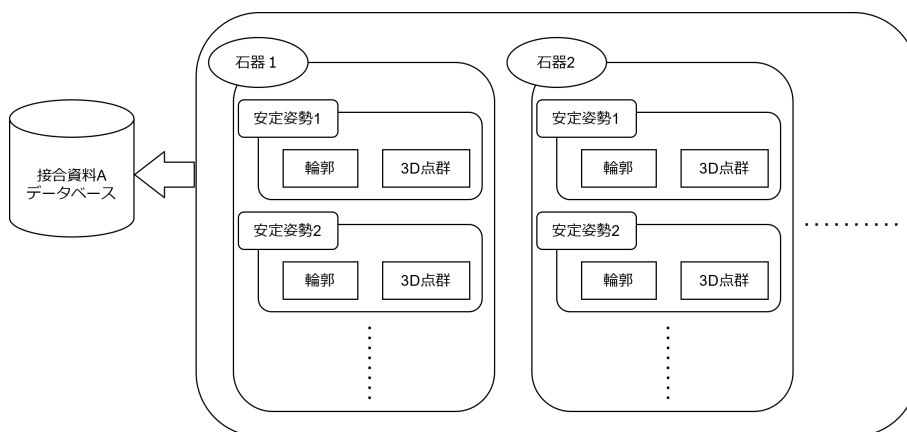 接合資料A
データベース
石器 1
安定姿勢1
輪郭
3D点群
安定姿勢2
輪郭
3D点群
石器2
安定姿勢1
輪郭
3D点群
安定姿勢2
輪郭
3D点群